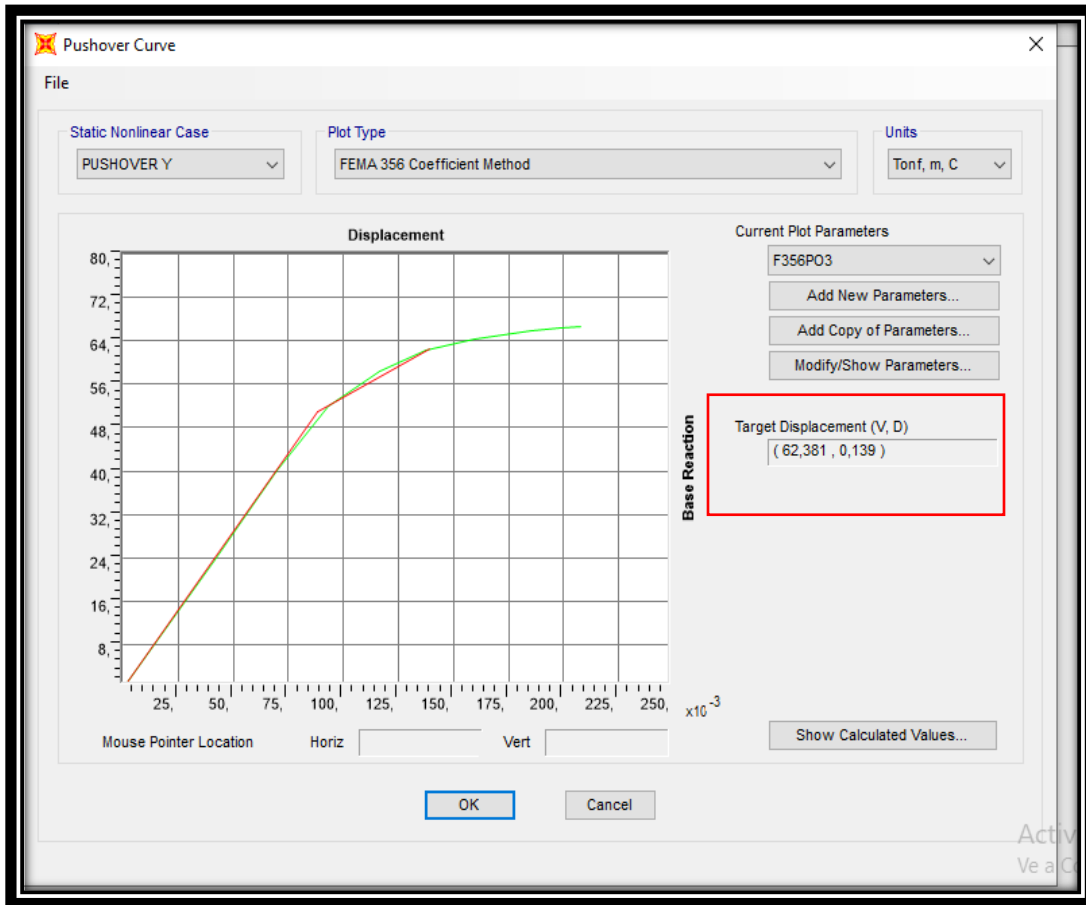 Pushover Curve
File
Static Nonlinear Case
PUSHOVER Y
Plot Type
FEMA 356 Coefficient Method
Units
Tonf, m, C
Displacement
80,
72,
64,
56,
48,
40,
32,
24,
16,
8,
25, 50, 75, 100, 125, 150, 175, 200, 225, 250, x10 -3
Base Reaction
Mouse Pointer Location Horiz Vert
Current Plot Parameters
F356PO3
Add New Parameters...
Add Copy of Parameters...
Modify/Show Parameters...
Target Displacement (V, D)
( 62,381 , 0,139 )
Show Calculated Values...
OK Cancel
Activ
Ve a Co